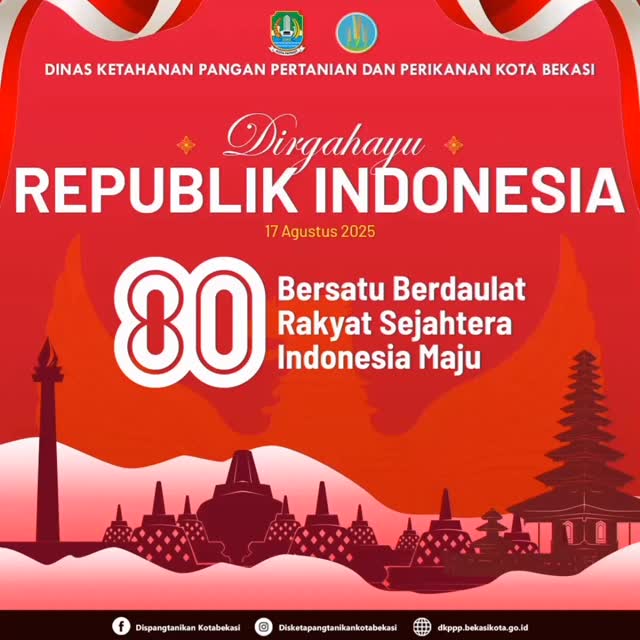 DINAS KETAHANAN PANGAN PERTANIAN DAN PERIKANAN KOTA BEKASI
Dirgahayu
REPUBLIK INDONESIA
17 Agustus 2025
80
Bersatu Berdaulat
Rakyat Sejahtera
Indonesia Maju
Dispangtanikan Kotabekasi
Disketapangtanikankotabekasi
dkppp.bekasikota.go.id